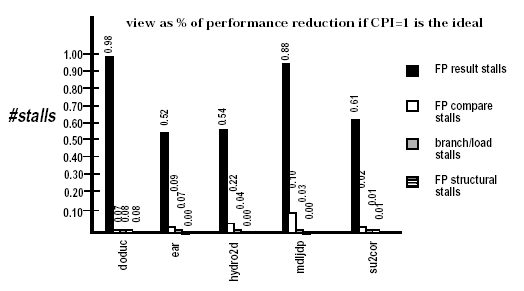 view as % of performance reduction if CPI=1 is the ideal
#stalls
1.00
0.90
0.80
0.70
0.60
0.50
0.40
0.30
0.20
0.10
0.98
0.07
0.08
0.08
0.52
0.09
0.07
0.00
0.54
0.22
0.04
0.00
0.88
0.10
0.03
0.00
0.61
0.02
0.01
0.01
doduc
ear
hydro2d
mdljdp
su2cor
FP result stalls
FP compare
stalls
branch/load
stalls
FP structural
stalls